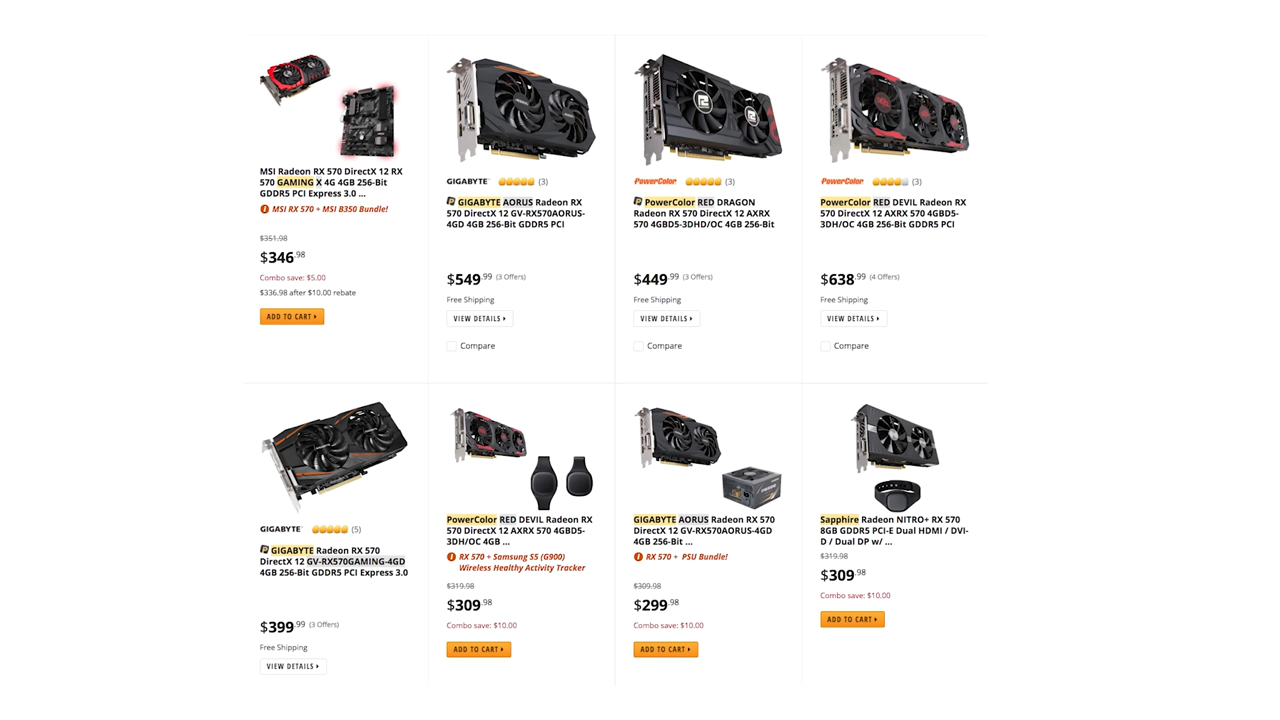 MSI Radeon RX 570 DirectX 12 RX
570 GAMING X 4G 4GB 256-Bit
GDDR5 PCI Express 3.0 ...
MSI RX 570 + MSI B350 Bundle!
$351.98
$346.98
Combo save: $5.00
$336.98 after $10.00 rebate
ADD TO CART
GIGABYTE (3)
GIGABYTE AORUS Radeon RX
570 DirectX 12 GV-RX570AORUS-
4GD 4GB 256-Bit GDDR5 PCI
$549.99 (3 Offers)
Free Shipping
VIEW DETAILS
Compare
PowerColor (3)
PowerColor RED DRAGON
Radeon RX 570 DirectX 12 AXRX
570 4GBD5-3DHD/OC 4GB 256-Bit
$449.99 (3 Offers)
Free Shipping
VIEW DETAILS
Compare
PowerColor (3)
PowerColor RED DEVIL Radeon RX
570 DirectX 12 AXRX 570 4GBD5-
3DH/OC 4GB 256-Bit GDDR5 PCI
$638.99 (4 Offers)
Free Shipping
VIEW DETAILS
Compare
GIGABYTE (5)
GIGABYTE Radeon RX 570
DirectX 12 GV-RX570GAMING-4GD
4GB 256-Bit GDDR5 PCI Express 3.0
$399.99 (3 Offers)
Free Shipping
VIEW DETAILS
PowerColor RED DEVIL Radeon RX
570 DirectX 12 AXRX 570 4GBD5-
3DH/OC 4GB ...
RX 570 + Samsung S5 (G900)
Wireless Healthy Activity Tracker
$319.98
$309.98
Combo save: $10.00
ADD TO CART
GIGABYTE AORUS Radeon RX 570
DirectX 12 GV-RX570AORUS-4GD
4GB 256-Bit ...
RX 570 + PSU Bundle!
$309.98
$299.98
Combo save: $10.00
ADD TO CART
Sapphire Radeon NITRO+ RX 570
8GB GDDR5 PCI-E Dual HDMI / DVI-
D / Dual DP w/ ...
$319.98
$309.98
Combo save: $10.00
ADD TO CART